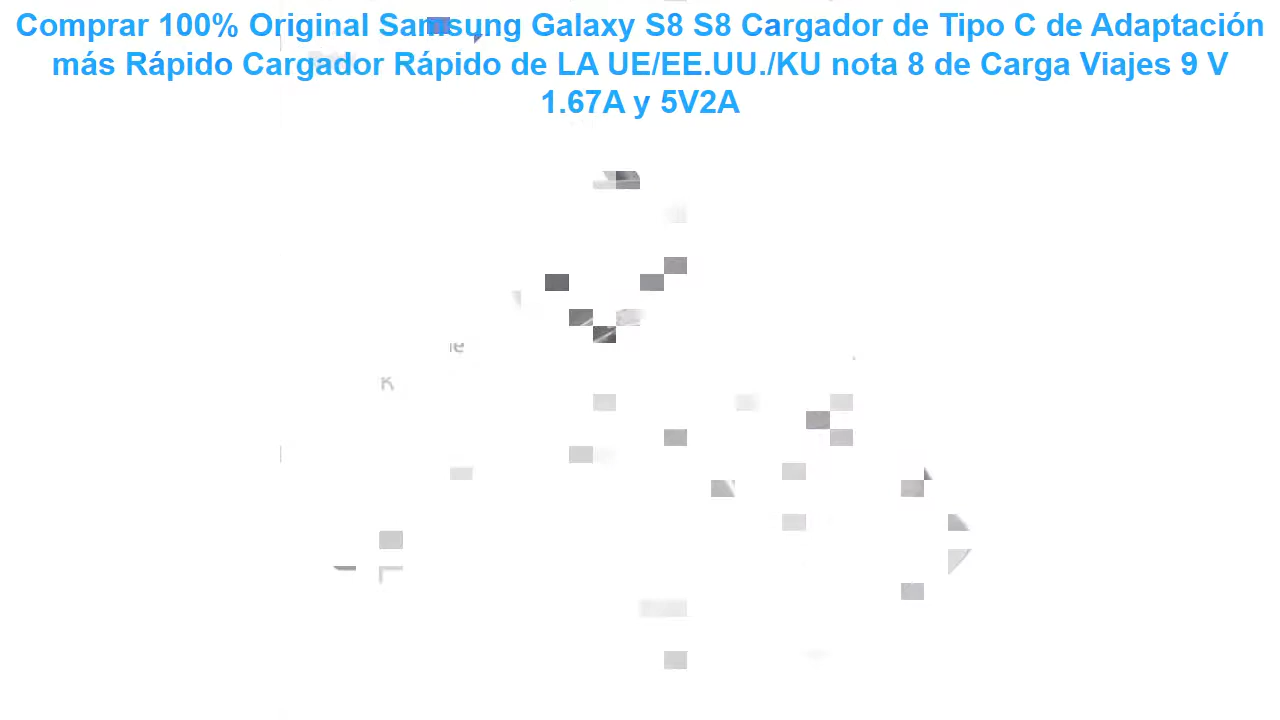 Comprar 100% Original Samsung Galaxy S8 S8 Cargador de Tipo C de Adaptación
más Rápido Cargador Rápido de LA UE/EE.UU./KU nota 8 de Carga Viajes 9 V
1.67A y 5V2A
K